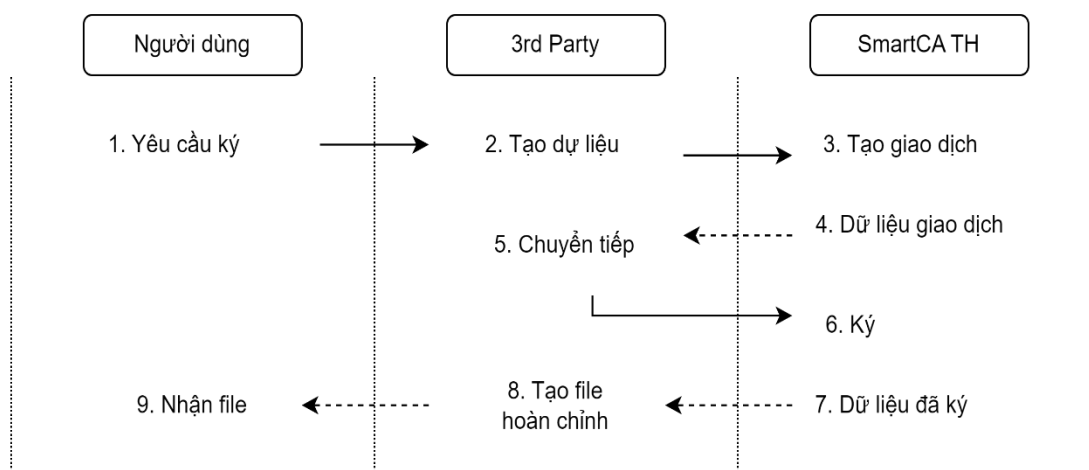 Người dùng
3rd Party
SmartCA TH
1. Yêu cầu ký
2. Tạo dự liệu
3. Tạo giao dịch
4. Dữ liệu giao dịch
5. Chuyển tiếp
6. Ký
7. Dữ liệu đã ký
8. Tạo file
hoàn chỉnh
9. Nhận file